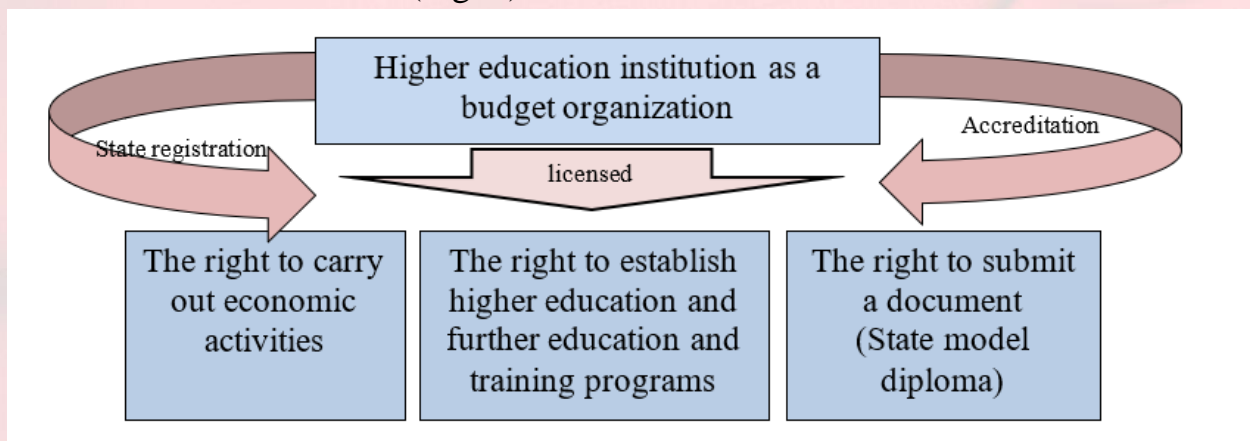 Higher education institution as a
budget organization
State registration
Accreditation
licensed
The right to carry
out economic
activities
The right to establish
higher education and
further education and
training programs
The right to submit
a document
(State model
diploma)